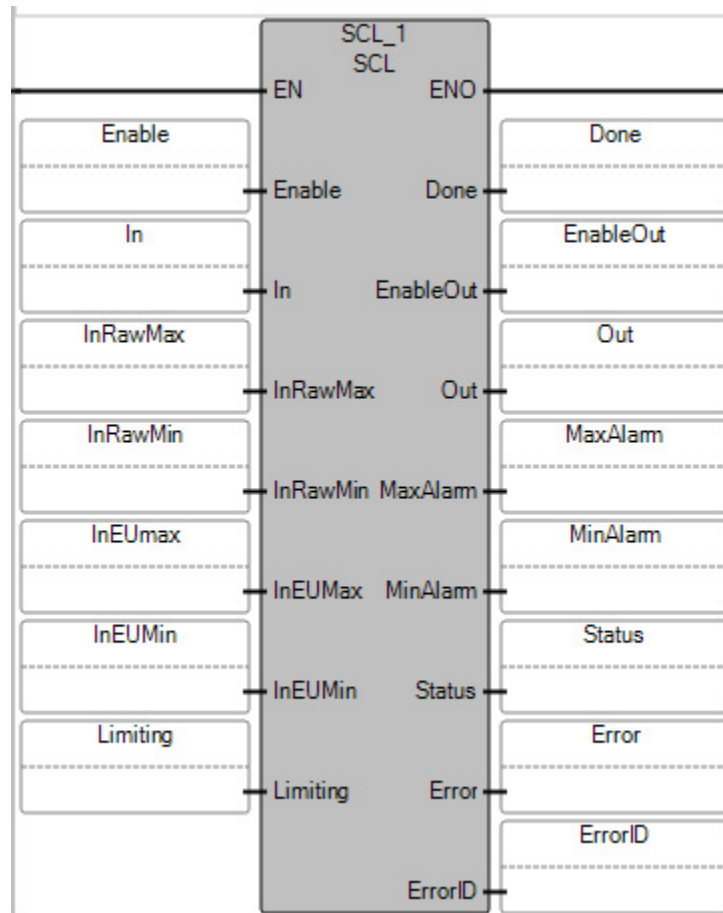 SCL_1
SCL
EN ENO
Enable Done
Enable Done
In EnableOut
In EnableOut
InRawMax Out
InRawMax Out
InRawMin MaxAlarm
InRawMin MaxAlarm
InEUmax MinAlarm
InEUMax MinAlarm
InEUMin Status
InEUMin Status
Limiting Error
Limiting Error
ErrorID
ErrorID